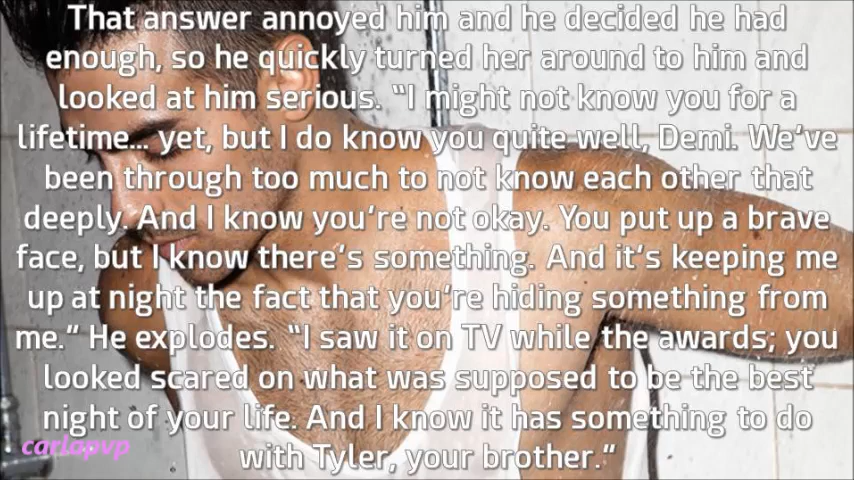 That answer annoyed him and he decided he had
enough, so he quickly turned her around to him and
looked at him serious. “I might not know you for a
lifetime... yet, but I do know you quite well, Demi. We’ve
been through too much to not know each other that
deeply. And I know you’re not okay. You put up a brave
face, but I know there’s something. And it’s keeping me
up at night the fact that you’re hiding something from
me.” He explodes. “I saw it on TV while the awards; you
looked scared on what was supposed to be the best
night of your life. And I know it has something to do
with Tyler, your brother.”
carlapvp